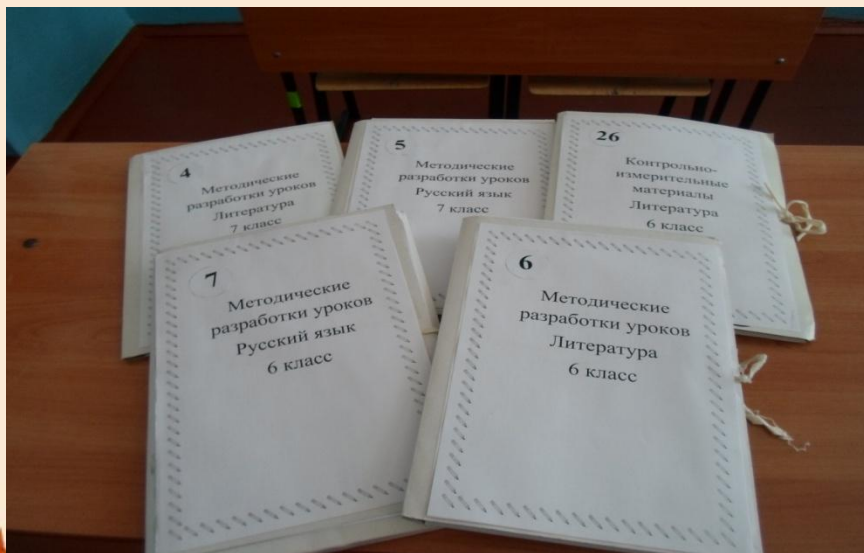 4
Методические
разработки уроков
Литература
7 класс
5
Методические
разработки уроков
Русский язык
7 класс
26
Контрольно-
измерительные
материалы
Литература
6 класс
7
Методические
разработки уроков
Русский язык
6 класс
6
Методические
разработки уроков
Литература
6 класс